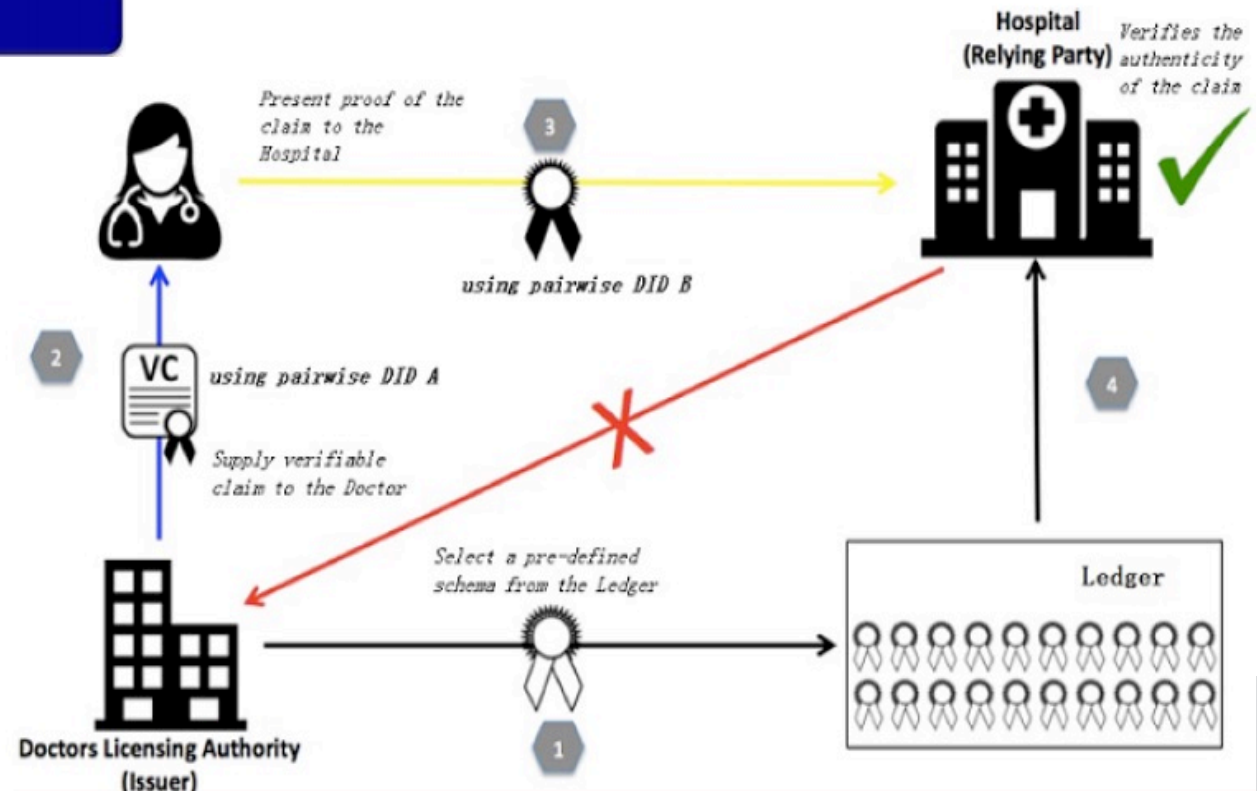 Hospital
(Relying Party)
Verifies the
authenticity
of the claim
Present proof of the
claim to the
Hospital
3
using pairwise DID B
2
VC
using pairwise DID A
Supply verifiable
claim to the Doctor
4
Select a pre-defined
schema from the Ledger
Ledger
1
Doctors Licensing Authority
(Issuer)